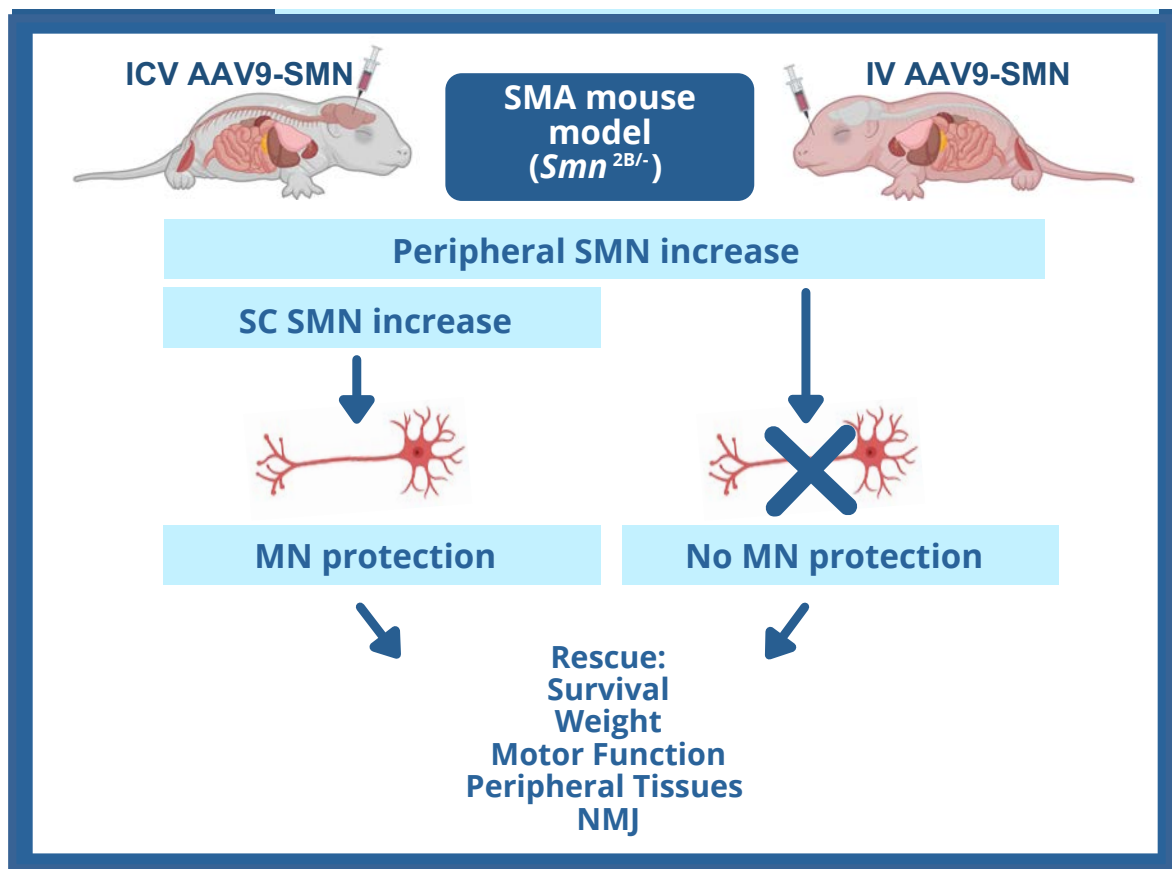 ICV AAV9-SMN
SMA mouse
model
(Smn 2B/-)
IV AAV9-SMN
Peripheral SMN increase
SC SMN increase
MN protection
No MN protection
Rescue:
Survival
Weight
Motor Function
Peripheral Tissues
NMJ